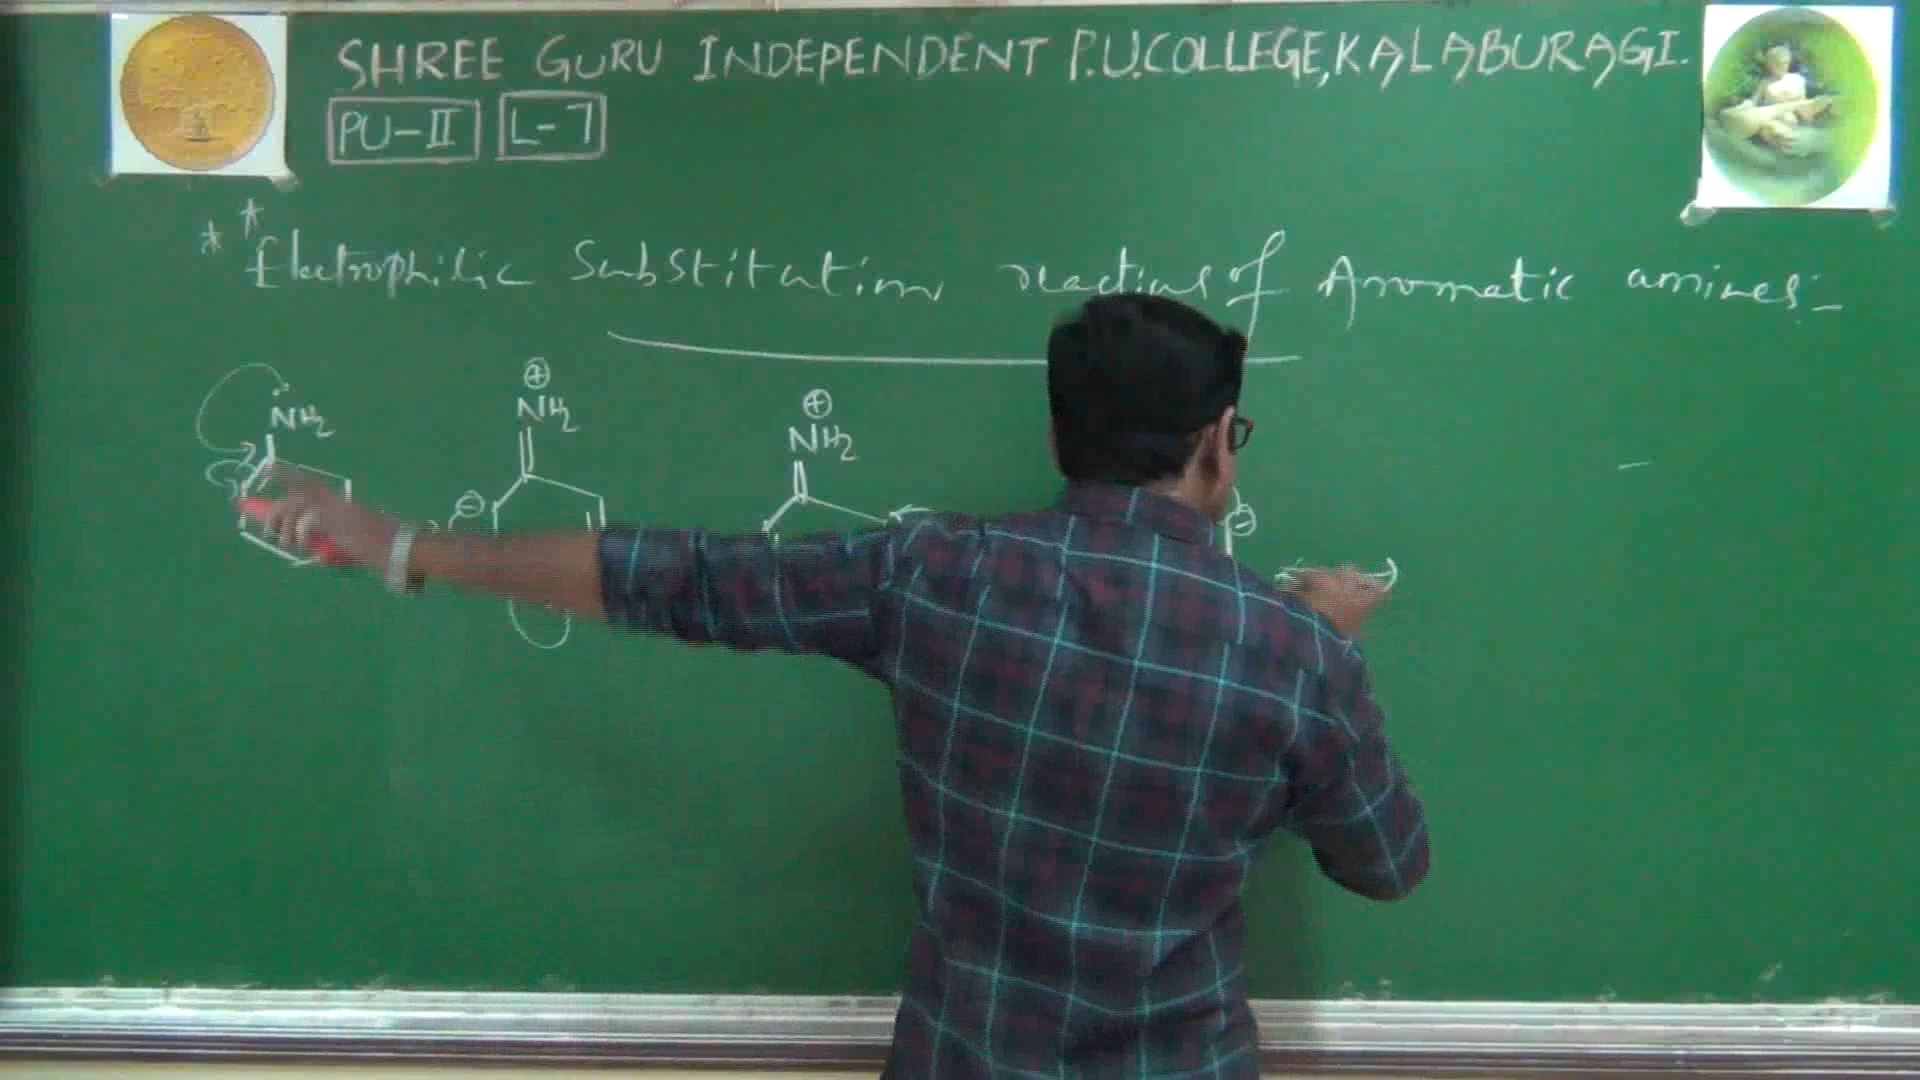 SHREE GURU INDEPENDENT P.U.COLLEGE,KALABURAGI.
PU-II L-7
** Electrophilic Substitution reactions of Aromatic amines:-
NH2 ⊕ NH2 ⊕ NH2
⊖ ⊖